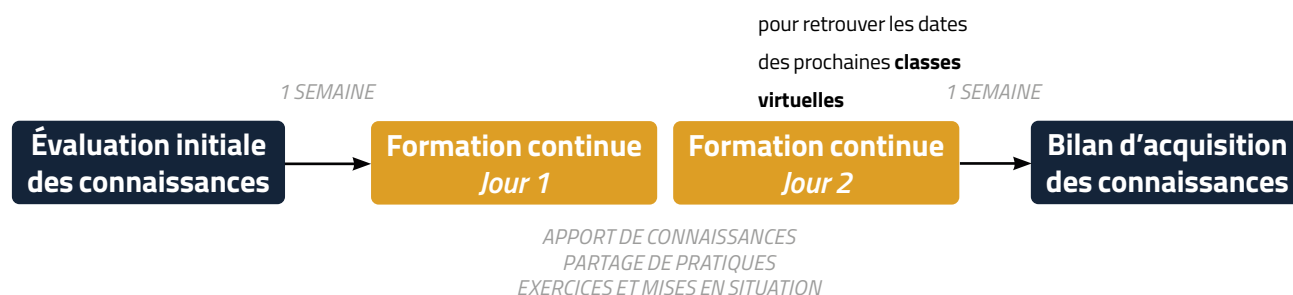 pour retrouver les dates
des prochaines classes
virtuelles
1 SEMAINE
1 SEMAINE
Évaluation initiale
des connaissances
Formation continue
Jour 1
Formation continue
Jour 2
Bilan d’acquisition
des connaissances
APPORT DE CONNAISSANCES
PARTAGE DE PRATIQUES
EXERCICES ET MISES EN SITUATION